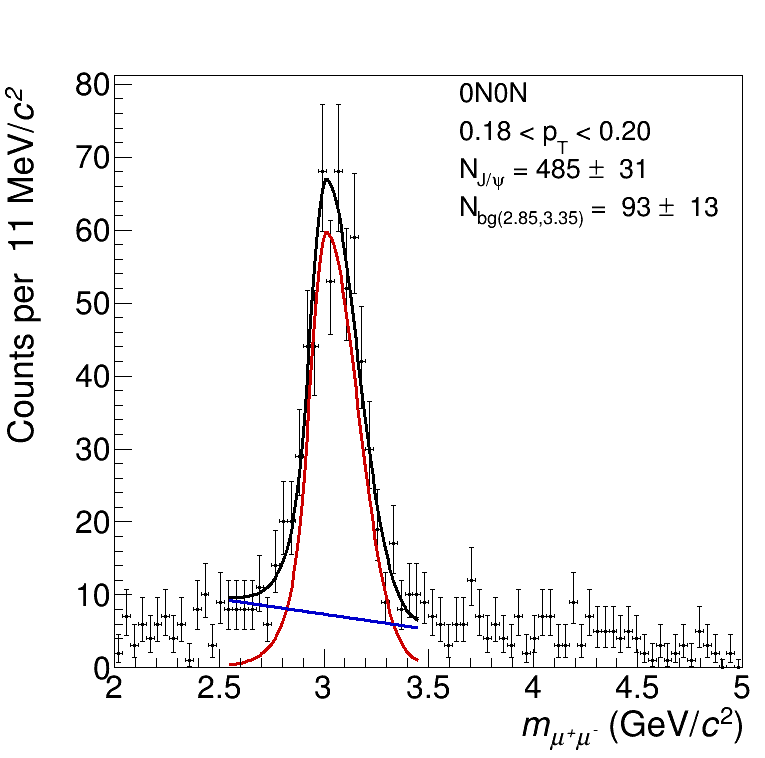 0N0N
0.18 < p_T < 0.20
N_J/ψ = 485 ± 31
N_bg(2.85,3.35) = 93 ± 13
Counts per 11 MeV/c²
80
70
60
50
40
30
20
10
0
2 2.5 3 3.5 4 4.5 5
m_μ⁺μ⁻ (GeV/c²)